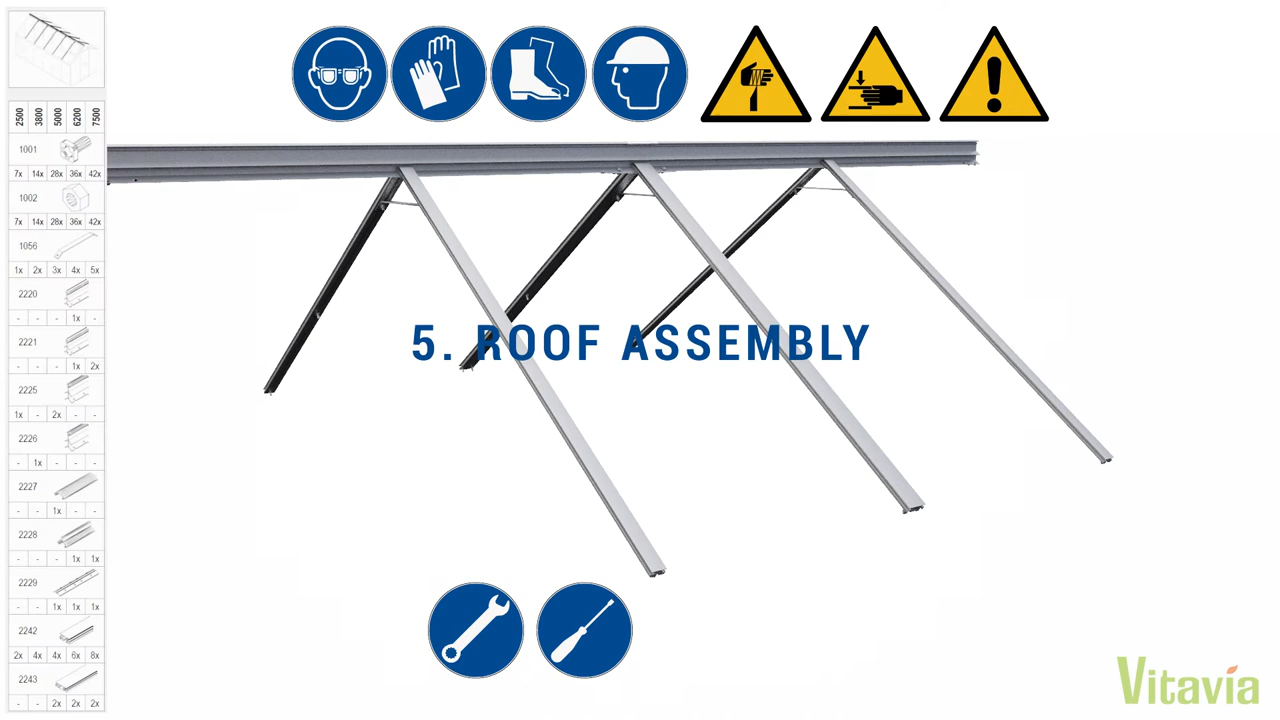 2500 3800 5000 6200 7500
1001
7x 14x 28x 36x 42x
1002
7x 14x 28x 36x 42x
1056
1x 2x 3x 4x 5x
2220
- - - 1x -
2221
- - - 1x 2x
2225
1x - 2x - -
2226
- 1x - - -
2227
- - 1x - -
2228
- - - 1x 1x
2229
- - 1x 1x 1x
2242
2x 4x 4x 6x 8x
2243
- - 2x 2x 2x
5. ROOF ASSEMBLY
Vitavia